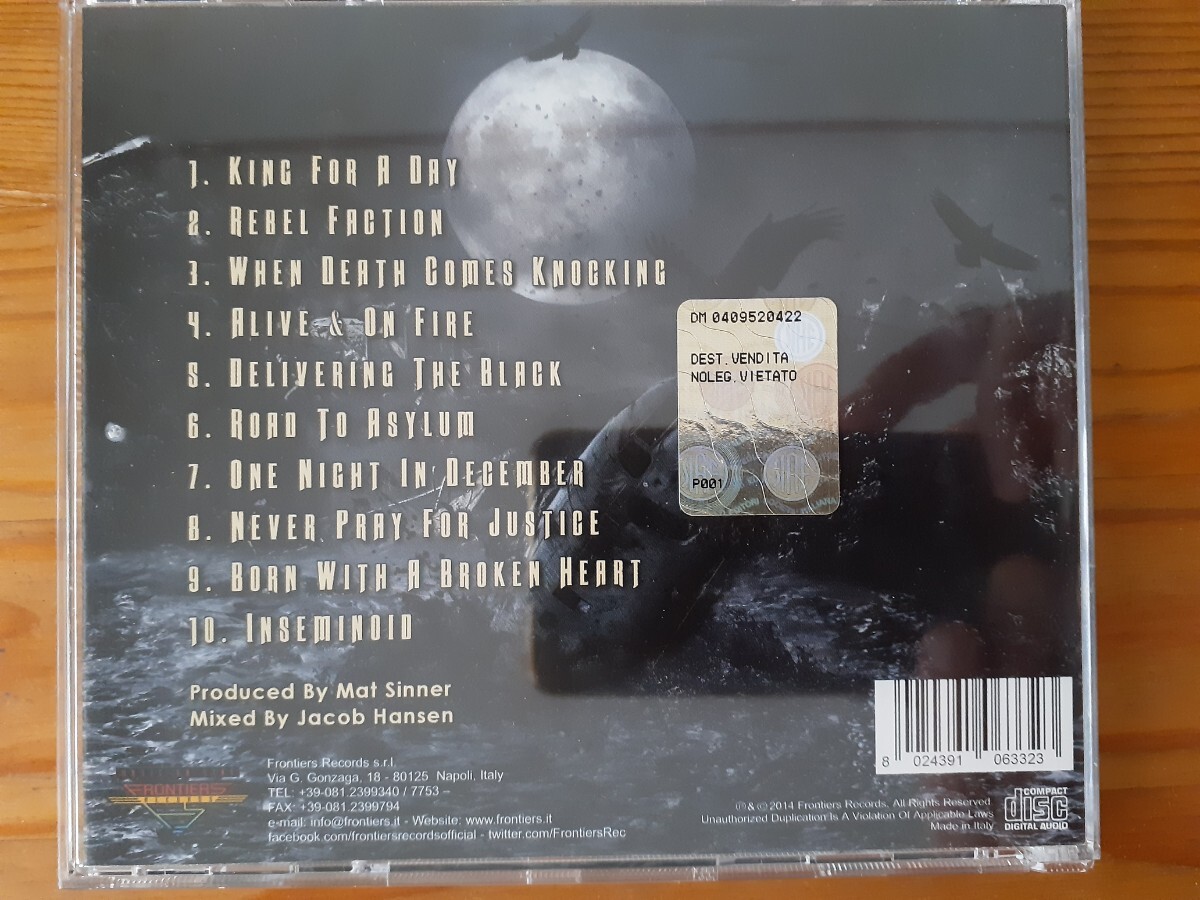 1. King For A Day
2. Rebel Faction
3. When Death Comes Knocking
4. Alive & On Fire
5. Delivering The Black
6. Road To Asylum
7. One Night In December
8. Never Pray For Justice
9. Born With A Broken Heart
10. Inseminoid
DM 0409520422
DEST.VENDITA
NOLEG.VIETATO
P001
Produced By Mat Sinner
Mixed By Jacob Hansen
FRONTIERS
RECORDS
Frontiers Records s.r.l.
Via G. Gonzaga, 18 - 80125 Napoli, Italy
TEL: +39-081.2399340 / 7753 –
FAX: +39-081.2399794
e-mail: info@frontiers.it - Website: www.frontiers.it
facebook.com/frontiersrecordsofficial - twitter.com/FrontiersRec
8 024391 063323
℗ & © 2014 Frontiers Records. All Rights Reserved
Unauthorized Duplication Is A Violation Of Applicable Laws
Made in Italy
COMPACT
disc
DIGITAL AUDIO